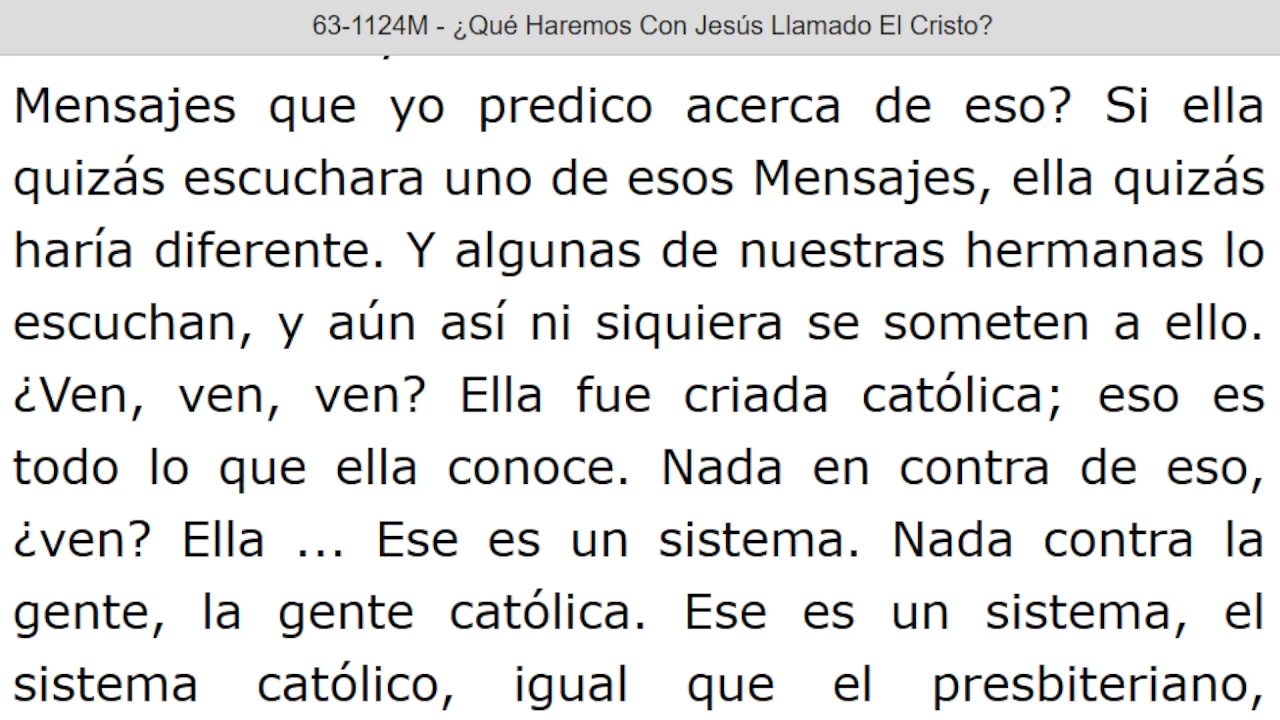 63-1124M - ¿Qué Haremos Con Jesús Llamado El Cristo?
Mensajes que yo predico acerca de eso? Si ella
quizás escuchara uno de esos Mensajes, ella quizás
haría diferente. Y algunas de nuestras hermanas lo
escuchan, y aún así ni siquiera se someten a ello.
¿Ven, ven, ven? Ella fue criada católica; eso es
todo lo que ella conoce. Nada en contra de eso,
¿ven? Ella ... Ese es un sistema. Nada contra la
gente, la gente católica. Ese es un sistema, el
sistema católico, igual que el presbiteriano,